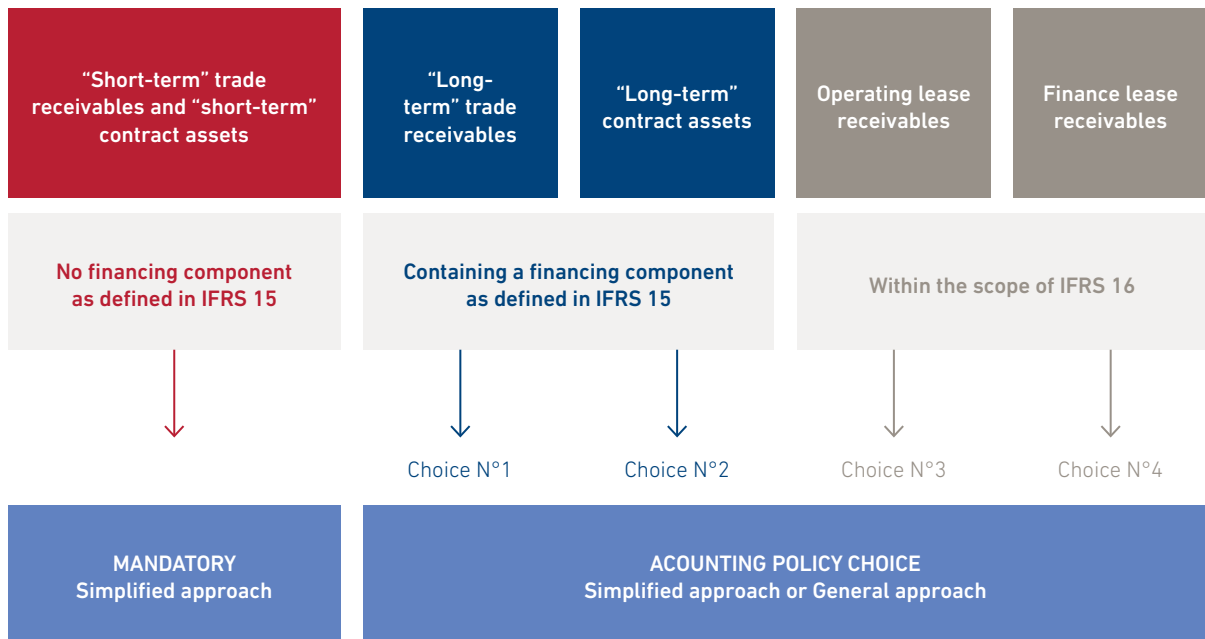 “Short-term” trade
receivables and “short-term”
contract assets
“Long-
term” trade
receivables
“Long-term”
contract assets
Operating lease
receivables
Finance lease
receivables
No financing component
as defined in IFRS 15
Containing a financing component
as defined in IFRS 15
Within the scope of IFRS 16
Choice N°1
Choice N°2
Choice N°3
Choice N°4
MANDATORY
Simplified approach
ACOUNTING POLICY CHOICE
Simplified approach or General approach